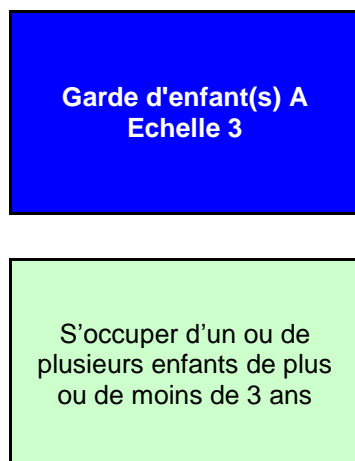 Garde d'enfant(s) A
Echelle 3
S’occuper d’un ou de
plusieurs enfants de plus
ou de moins de 3 ans